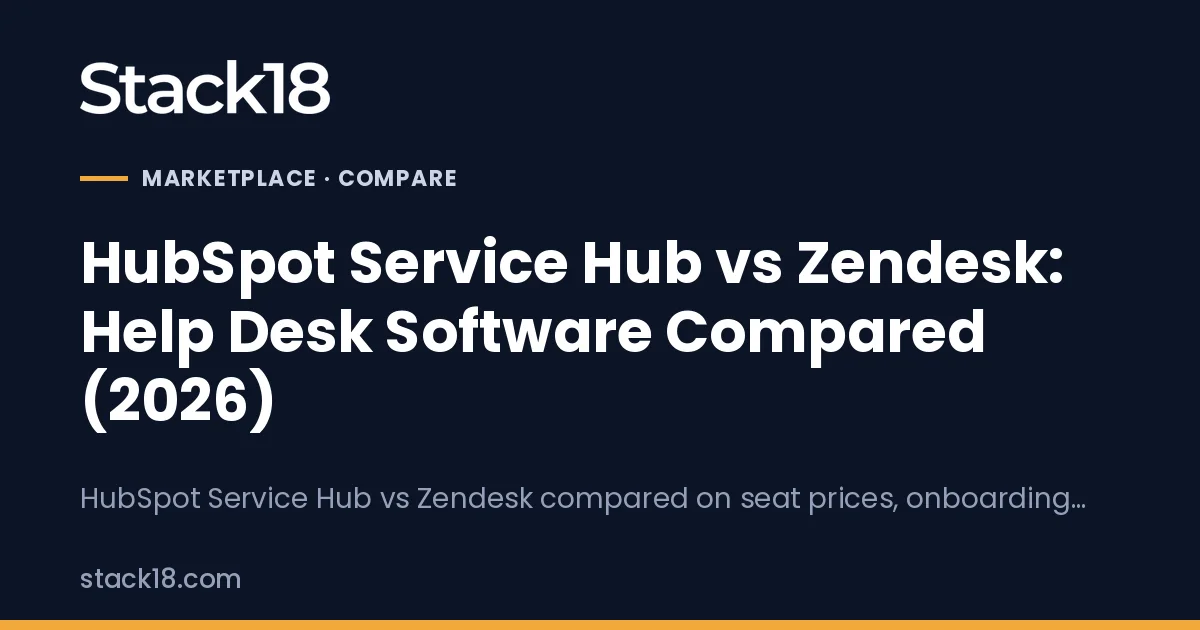 Stack18
MARKETPLACE · COMPARE
HubSpot Service Hub vs Zendesk:
Help Desk Software Compared
(2026)
HubSpot Service Hub vs Zendesk compared on seat prices, onboarding...
stack18.com